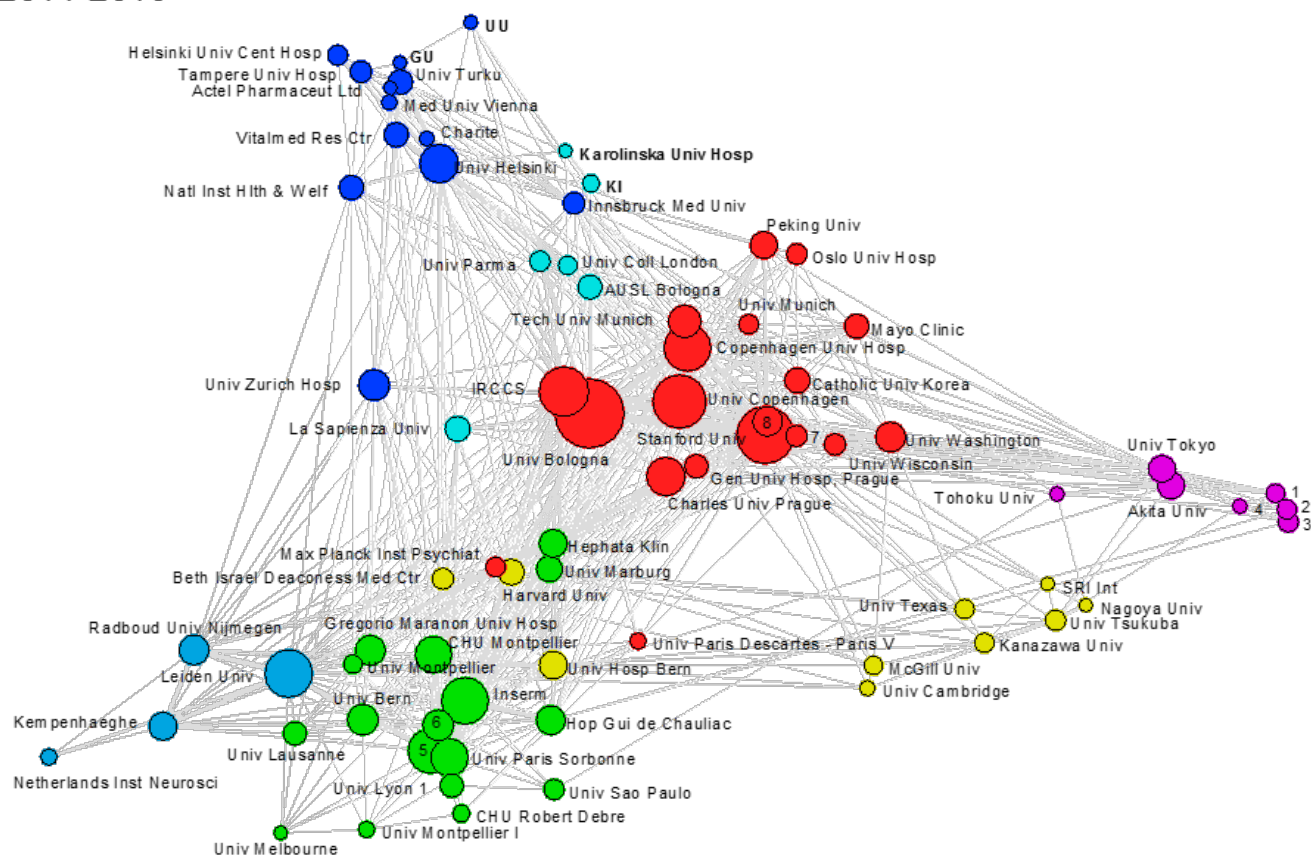 UU
Helsinki Univ Cent Hosp
GU
Tampere Univ Hosp
Univ Turku
Actel Pharmaceut Ltd
Med Univ Vienna
Vitalmed Res Ctr
Charite
Univ Helsinki
Karolinska Univ Hosp
KI
Natl Inst Hlth & Welf
Innsbruck Med Univ
Peking Univ
Oslo Univ Hosp
Univ Parma
Univ Coll London
AUSL Bologna
Univ Munich
Tech Univ Munich
Mayo Clinic
Copenhagen Univ Hosp
Univ Zurich Hosp
IRCCS
Catholic Univ Korea
Univ Copenhagen
La Sapienza Univ
8
Stanford Univ
7
Univ Washington
Univ Bologna
Univ Wisconsin
Univ Tokyo
Gen Univ Hosp, Prague
Charles Univ Prague
Tohoku Univ
Akita Univ
1
2
3
4
Max Planck Inst Psychiat
Hephata Klin
Beth Israel Deaconess Med Ctr
Univ Marburg
Harvard Univ
SRI Int
Univ Texas
Nagoya Univ
Univ Tsukuba
Radboud Univ Nijmegen
Gregorio Maranon Univ Hosp
CHU Montpellier
Univ Paris Descartes - Paris V
Kanazawa Univ
Leiden Univ
Univ Montpellier
Univ Hosp Bern
McGill Univ
Univ Cambridge
Univ Bern
Inserm
Kempenhaeghe
6
Hop Gui de Chauliac
Univ Lausanne
5
Univ Paris Sorbonne
Netherlands Inst Neurosci
Univ Lyon 1
Univ Sao Paulo
CHU Robert Debre
Univ Montpellier I
Univ Melbourne